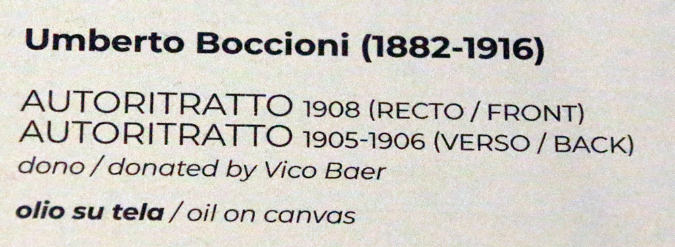 Umberto Boccioni (1882-1916)
AUTORITRATTO 1908 (RECTO / FRONT)
AUTORITRATTO 1905-1906 (VERSO / BACK)
dono / donated by Vico Baer
olio su tela / oil on canvas